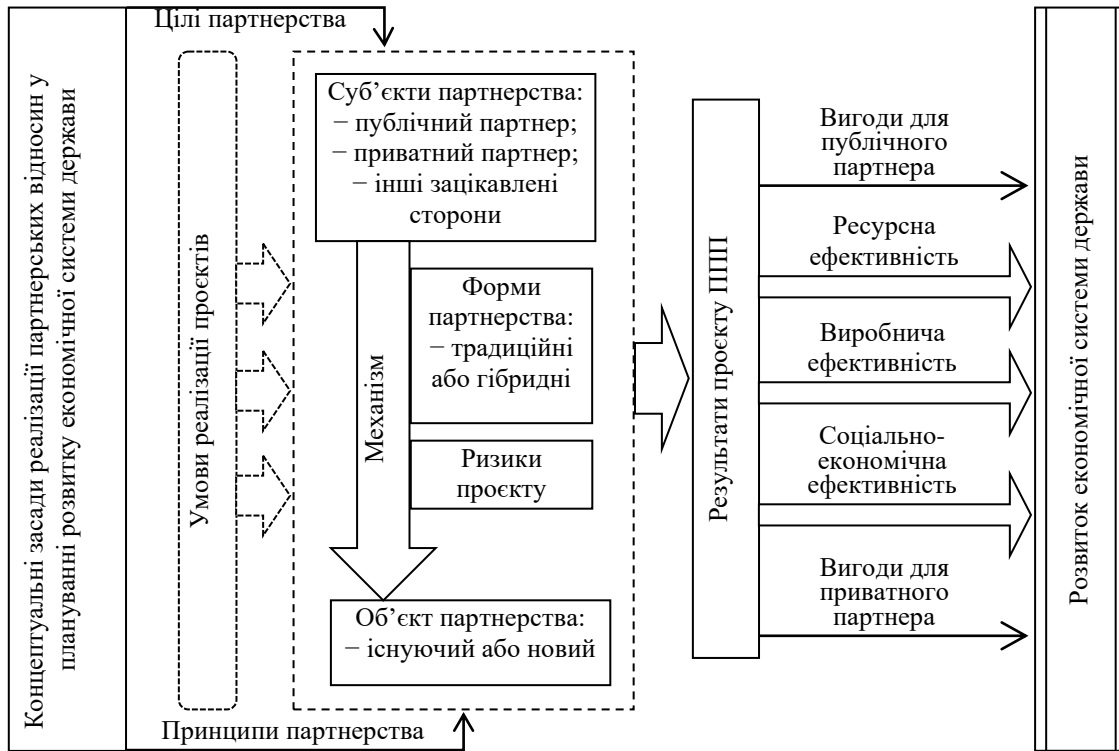 Концептуальні засади реалізації партнерських відносин у
плануванні розвитку економічної системи держави
Цілі партнерства
Умови реалізації проєктів
Суб’єкти партнерства:
− публічний партнер;
− приватний партнер;
− інші зацікавлені
сторони
Механізм
Форми
партнерства:
− традиційні
або гібридні
Ризики
проєкту
Об’єкт партнерства:
− існуючий або новий
Принципи партнерства
Результати проєкту ППП
Вигоди для
публічного
партнера
Ресурсна
ефективність
Виробнича
ефективність
Соціально-
економічна
ефективність
Вигоди для
приватного
партнера
Розвиток економічної системи держави